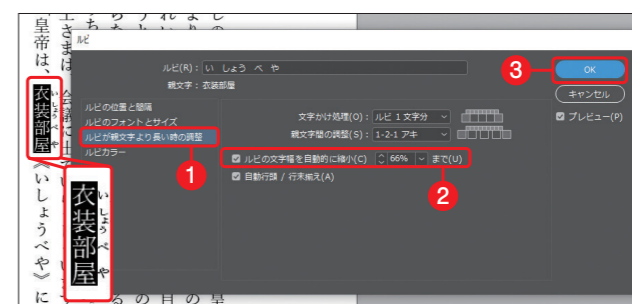 皇帝は、
衣装部屋
いしょうべや
《いしょうべや》に
衣装部屋
いしょうべや
ルビ
ルビ(R): い しょう べ や
親文字: 衣装部屋
ルビの位置と間隔
ルビのフォントとサイズ
ルビが親文字より長い時の調整
ルビカラー
文字かけ処理(O): ルビ 1 文字分
親文字間の調整(S): 1-2-1 アキ
ルビの文字幅を自動的に縮小(C) 66% まで(U)
自動行頭 / 行末揃え(A)
OK
キャンセル
プレビュー(P)
1
2
3